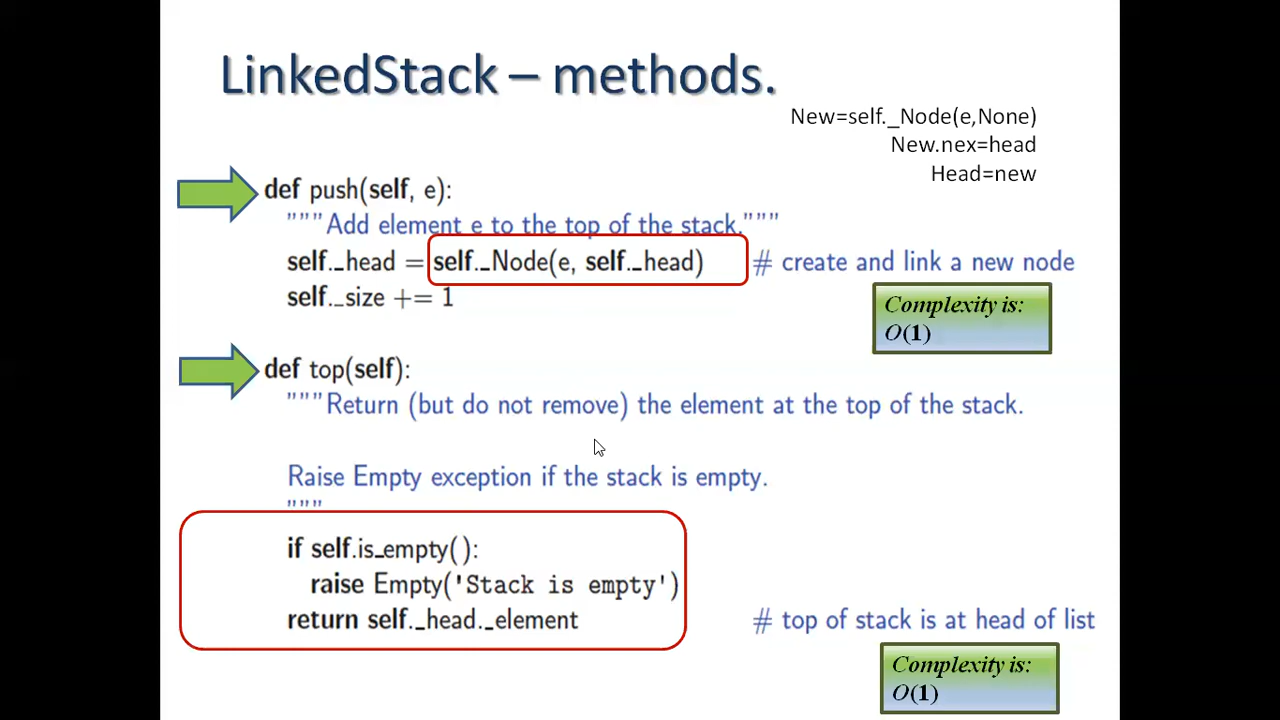 LinkedStack – methods.
New=self._Node(e,None)
New.nex=head
Head=new
def push(self, e):
"""Add element e to the top of the stack."""
self._head = self._Node(e, self._head) # create and link a new node
self._size += 1
Complexity is:
O(1)
def top(self):
"""Return (but do not remove) the element at the top of the stack.
Raise Empty exception if the stack is empty.
"""
if self.is_empty():
raise Empty('Stack is empty')
return self._head._element # top of stack is at head of list
Complexity is:
O(1)